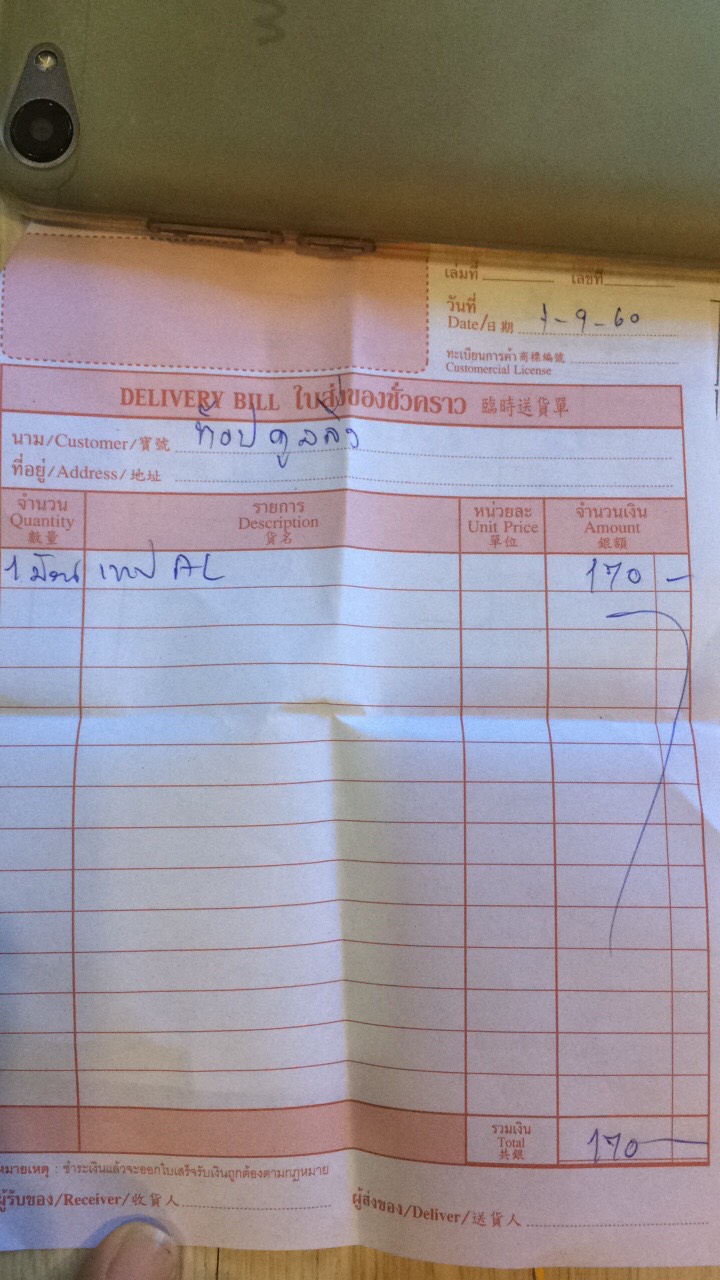 เล่มที่ เลขที่
วันที่
Date/日期 1-9-60
ทะเบียนการค้า 商標編號
Customercial License
DELIVERY BILL ใบส่งของชั่วคราว 臨時送貨單
นาม/Customer/寶號 ท๊อปคูลลิ่ง
ที่อยู่/Address/地址
จำนวน รายการ หน่วยละ จำนวนเงิน
Quantity Description Unit Price Amount
數量 貨名 單位 銀額
1 ม้วน เทป AL 170 -
รวมเงิน
Total 170 -
共銀
หมายเหตุ : ชำระเงินแล้วจะออกใบเสร็จรับเงินถูกต้องตามกฎหมาย
ผู้รับของ/Receiver/收貨人 ผู้ส่งของ/Deliver/送貨人